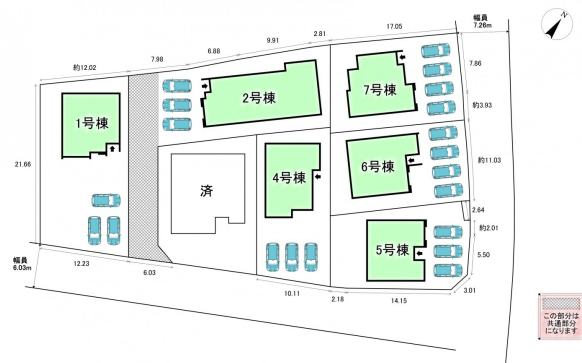 幅員
7.26m
17.05
2.81
9.91
6.88
7.98
約12.02
7.86
2号棟
7号棟
1号棟
約3.93
21.66
4号棟
6号棟
済
約11.03
2.64
約2.01
5号棟
5.50
幅員
6.03m
12.23
6.03
10.11
2.18
14.15
3.01
この部分は
共通部分
になります